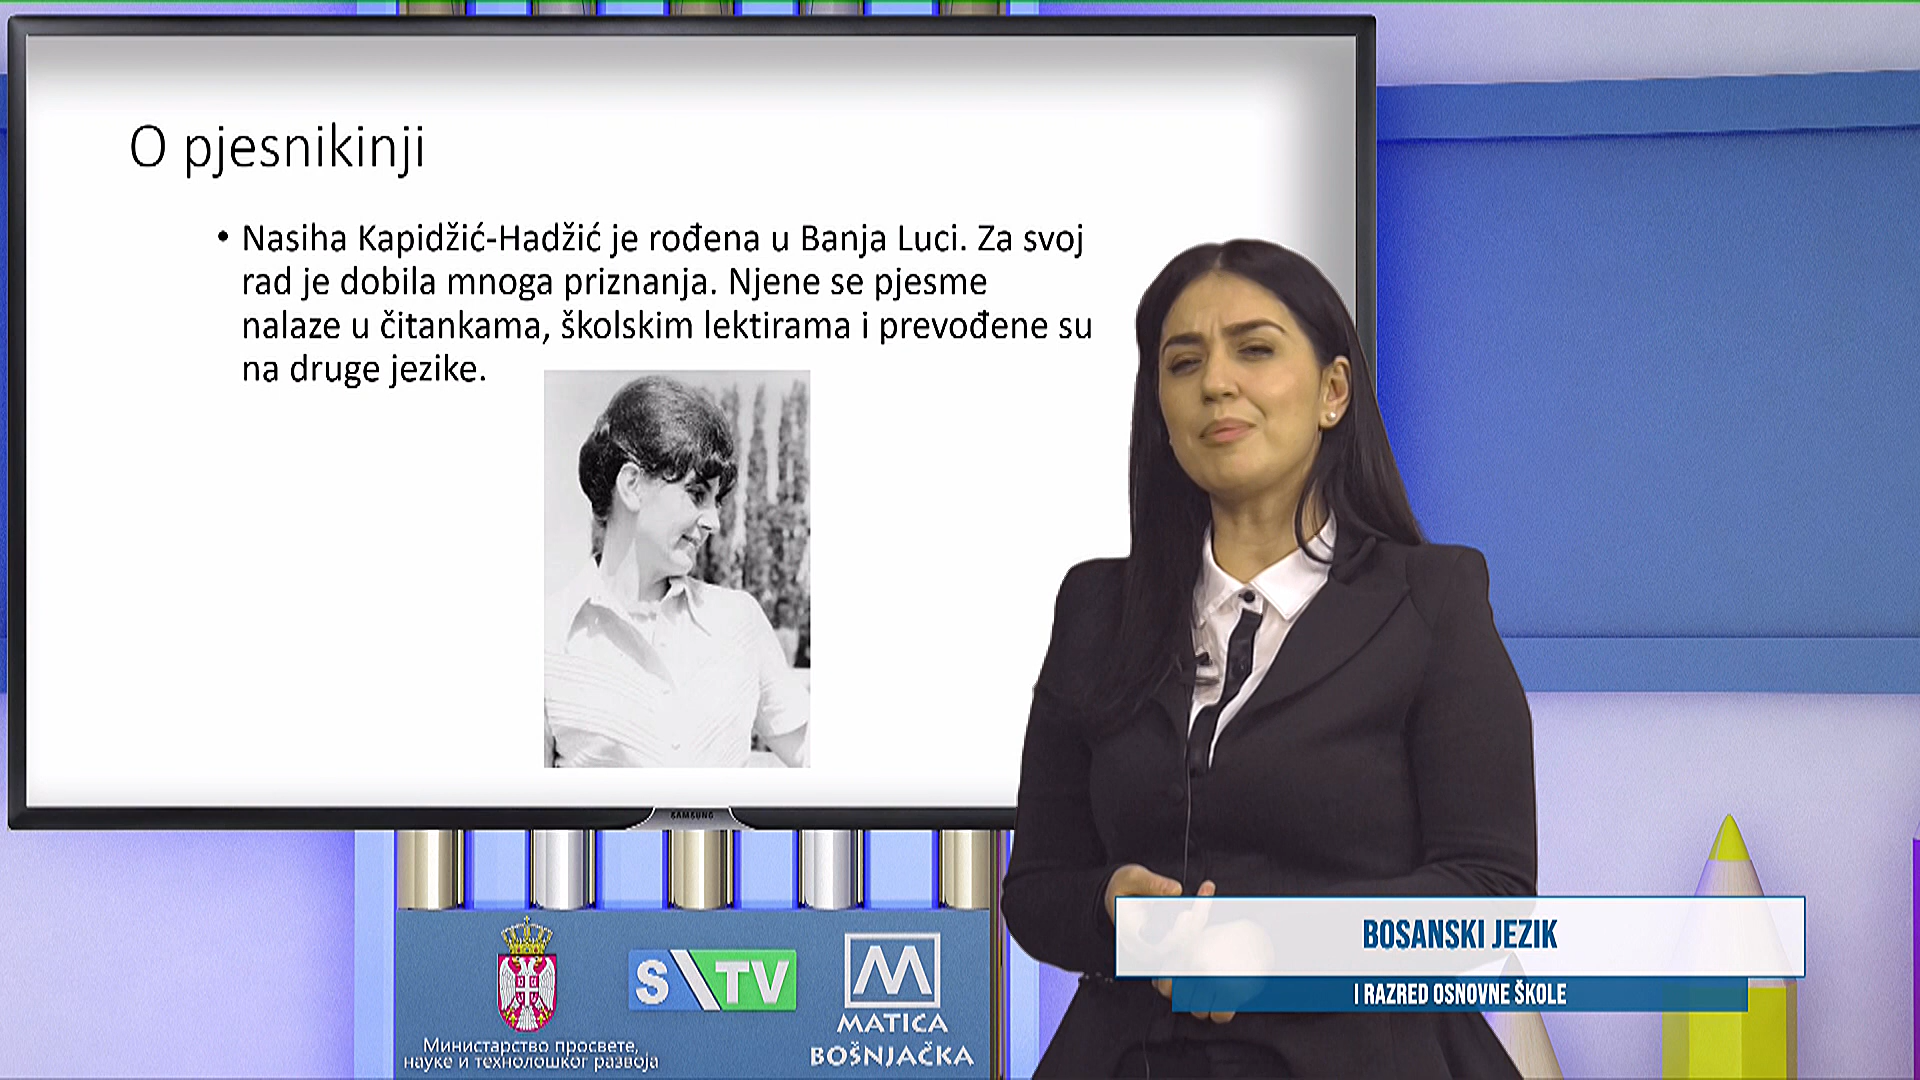 O pjesnikinji
• Nasiha Kapidžić-Hadžić je rođena u Banja Luci. Za svoj
rad je dobila mnoga priznanja. Njene se pjesme
nalaze u čitankama, školskim lektirama i prevođene su
na druge jezike.
SAMSUNG
BOSANSKI JEZIK
I RAZRED OSNOVNE ŠKOLE
Министарство просвете,
науке и технолошког развоја
S TV
MATICA
BOŠNJAČKA